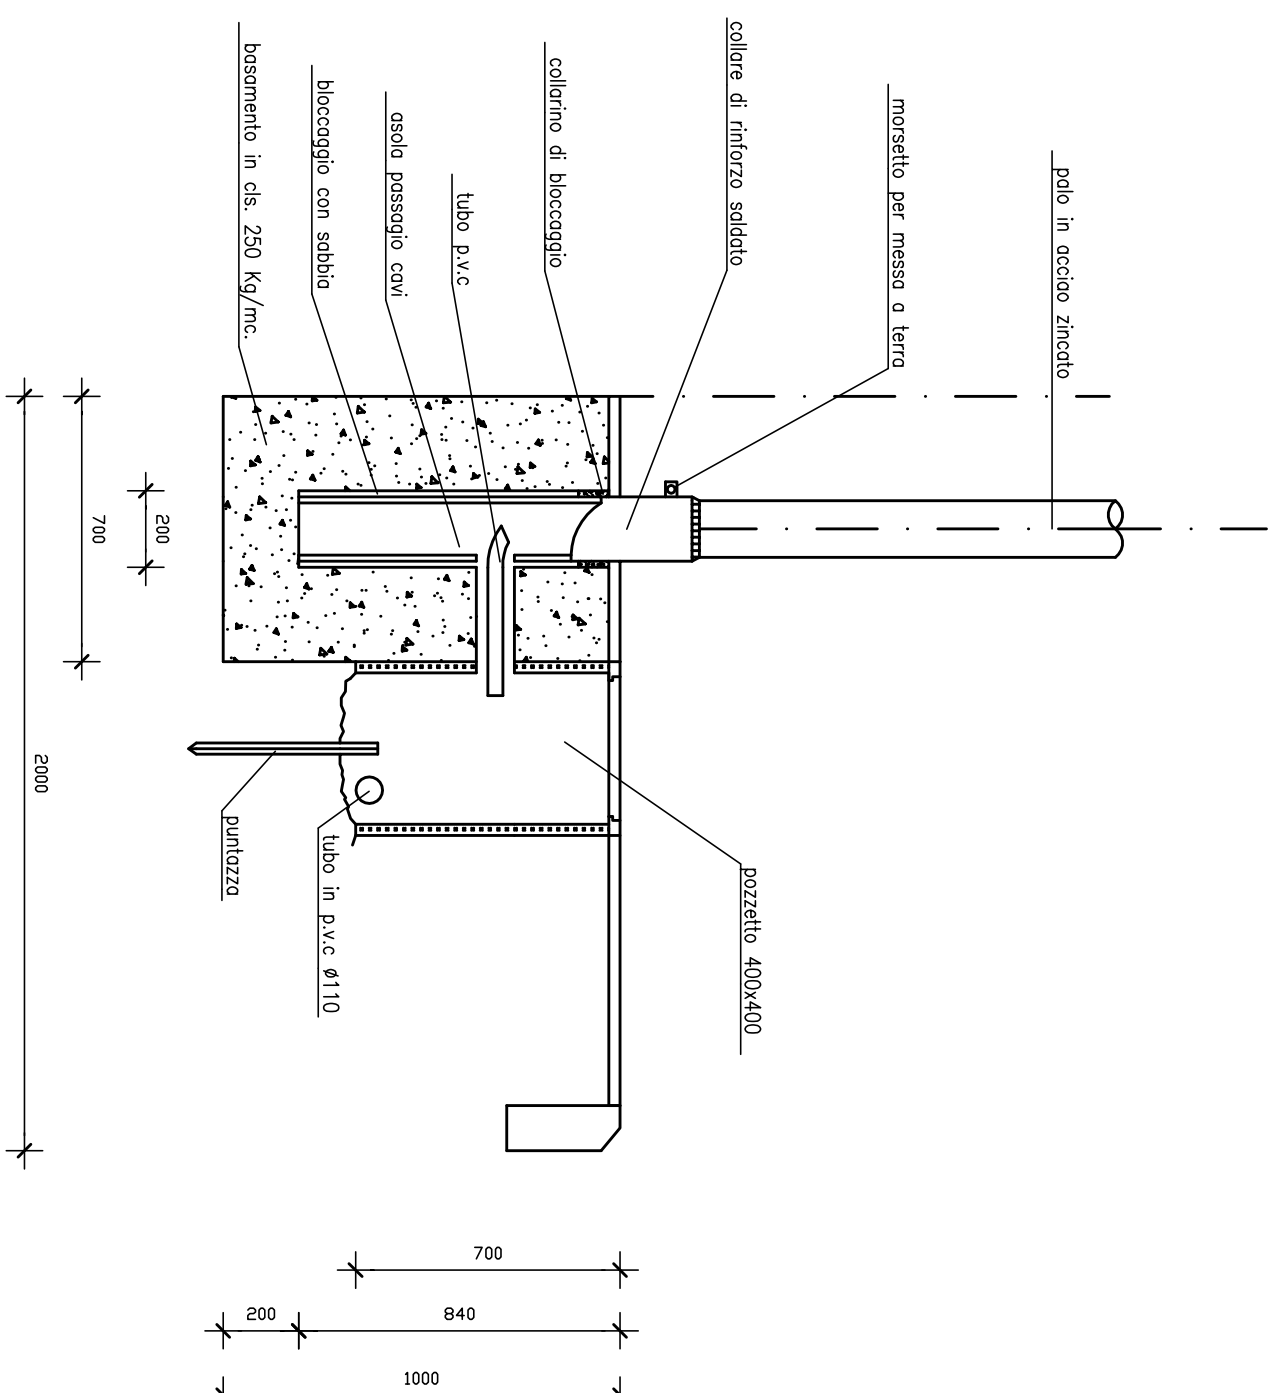 palo in acciao zincato
morsetto per messa a terra
collare di rinforzo saldato
collarino di bloccaggio
tubo p.v.c
asola passagio cavi
bloccaggio con sabbia
basamento in cls. 250 Kg/mc.
pozzetto 400x400
tubo in p.v.c ø110
puntazza
200
700
2000
700
200
840
1000